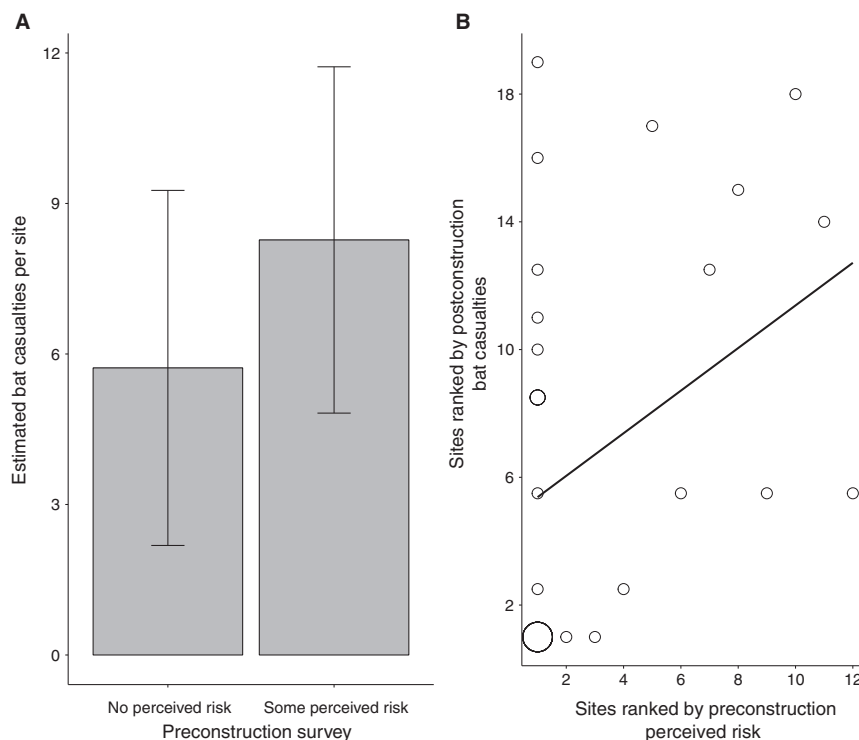 A
Estimated bat casualties per site
12
9
6
3
0
No perceived risk
Some perceived risk
Preconstruction survey
B
Sites ranked by postconstruction
bat casualties
18
14
10
6
2
2
4
6
8
10
12
Sites ranked by preconstruction
perceived risk